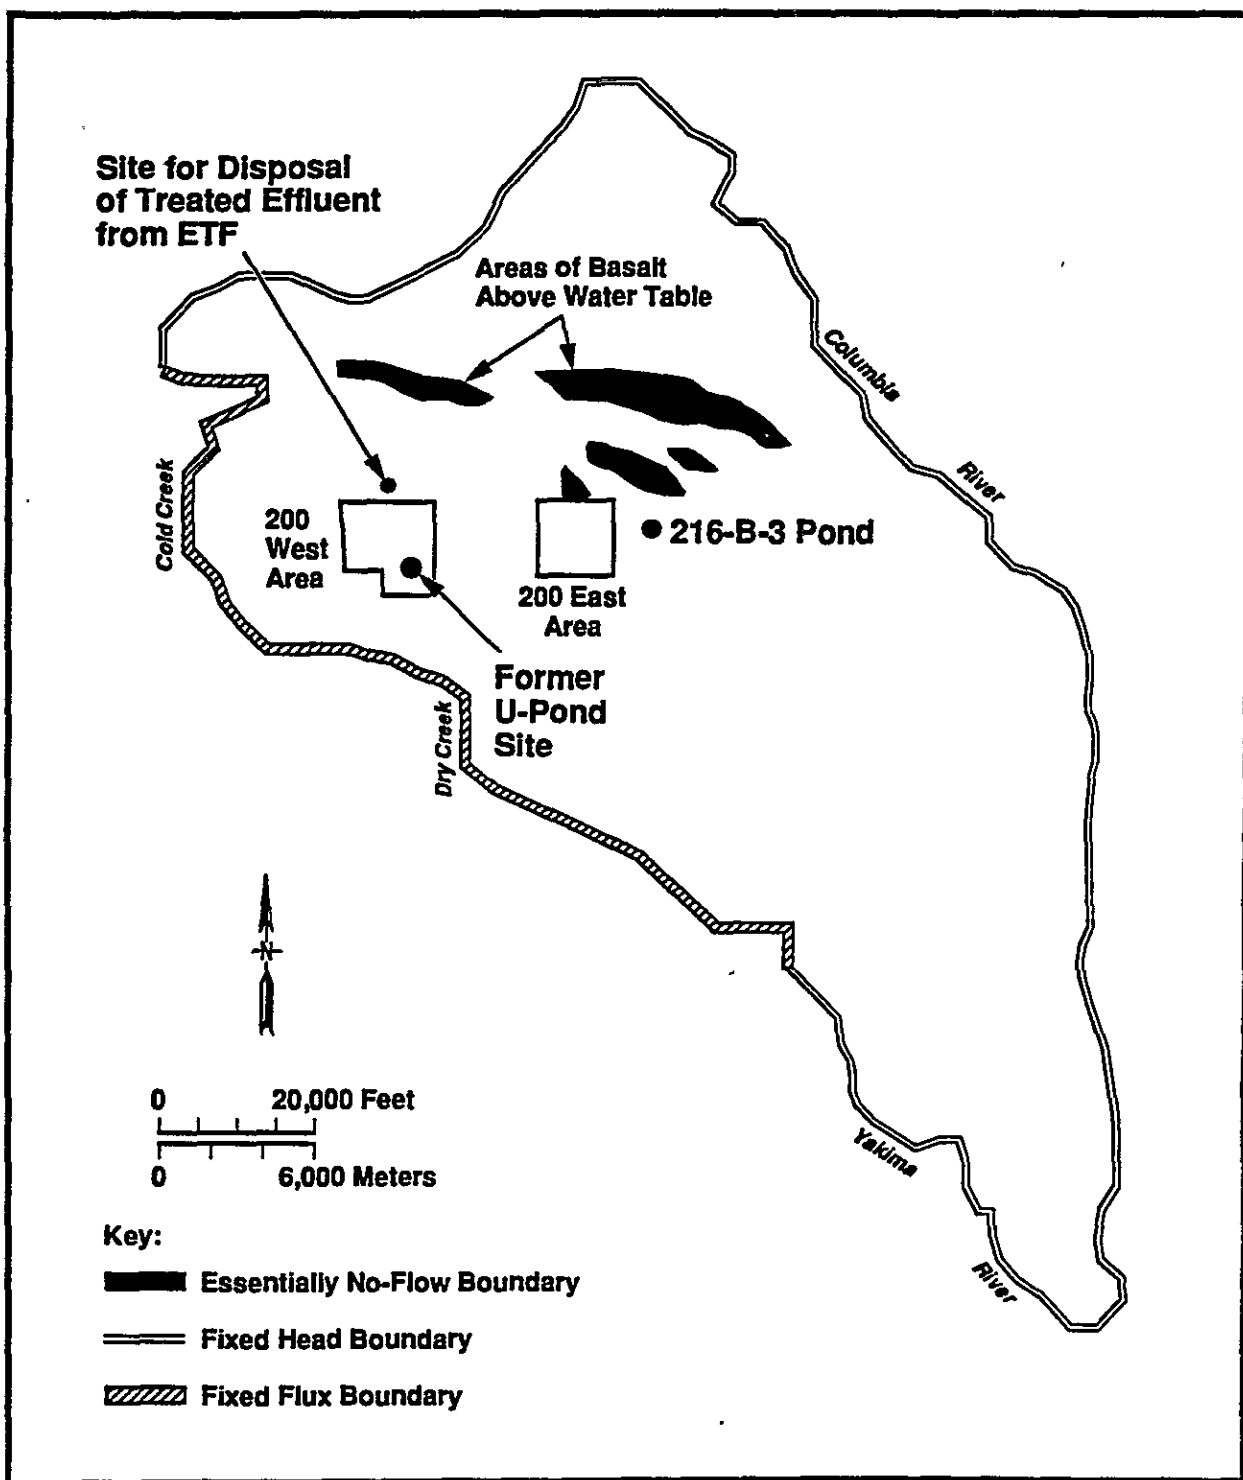 Site for Disposal
of Treated Effluent
from ETF
Areas of Basalt
Above Water Table
Columbia
River
Cold Creek
200
West
Area
216-B-3 Pond
200 East
Area
Former
U-Pond
Site
Dry Creek
N
0 20,000 Feet
0 6,000 Meters
Yakima
River
Key:
Essentially No-Flow Boundary
Fixed Head Boundary
Fixed Flux Boundary